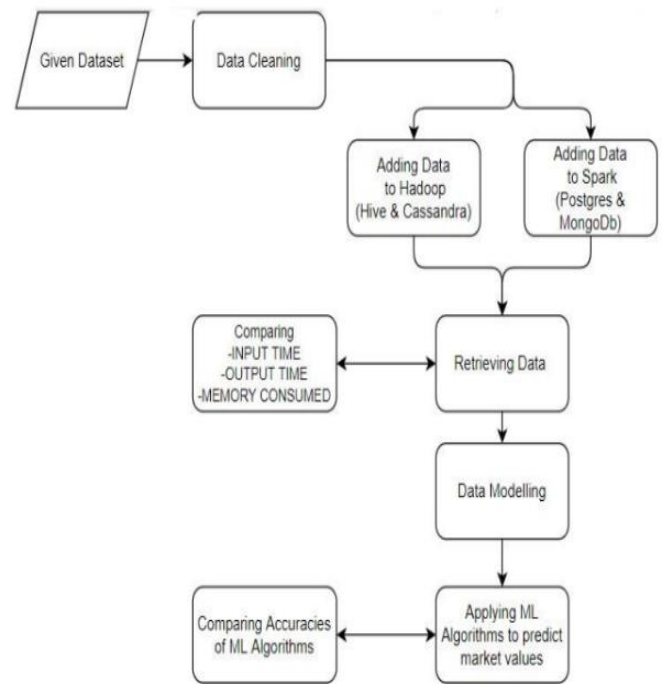 Given Dataset
Data Cleaning
Adding Data
to Hadoop
(Hive & Cassandra)
Adding Data
to Spark
(Postgres &
MongoDb)
Comparing
-INPUT TIME
-OUTPUT TIME
-MEMORY CONSUMED
Retrieving Data
Data Modelling
Comparing Accuracies
of ML Algorithms
Applying ML
Algorithms to predict
market values